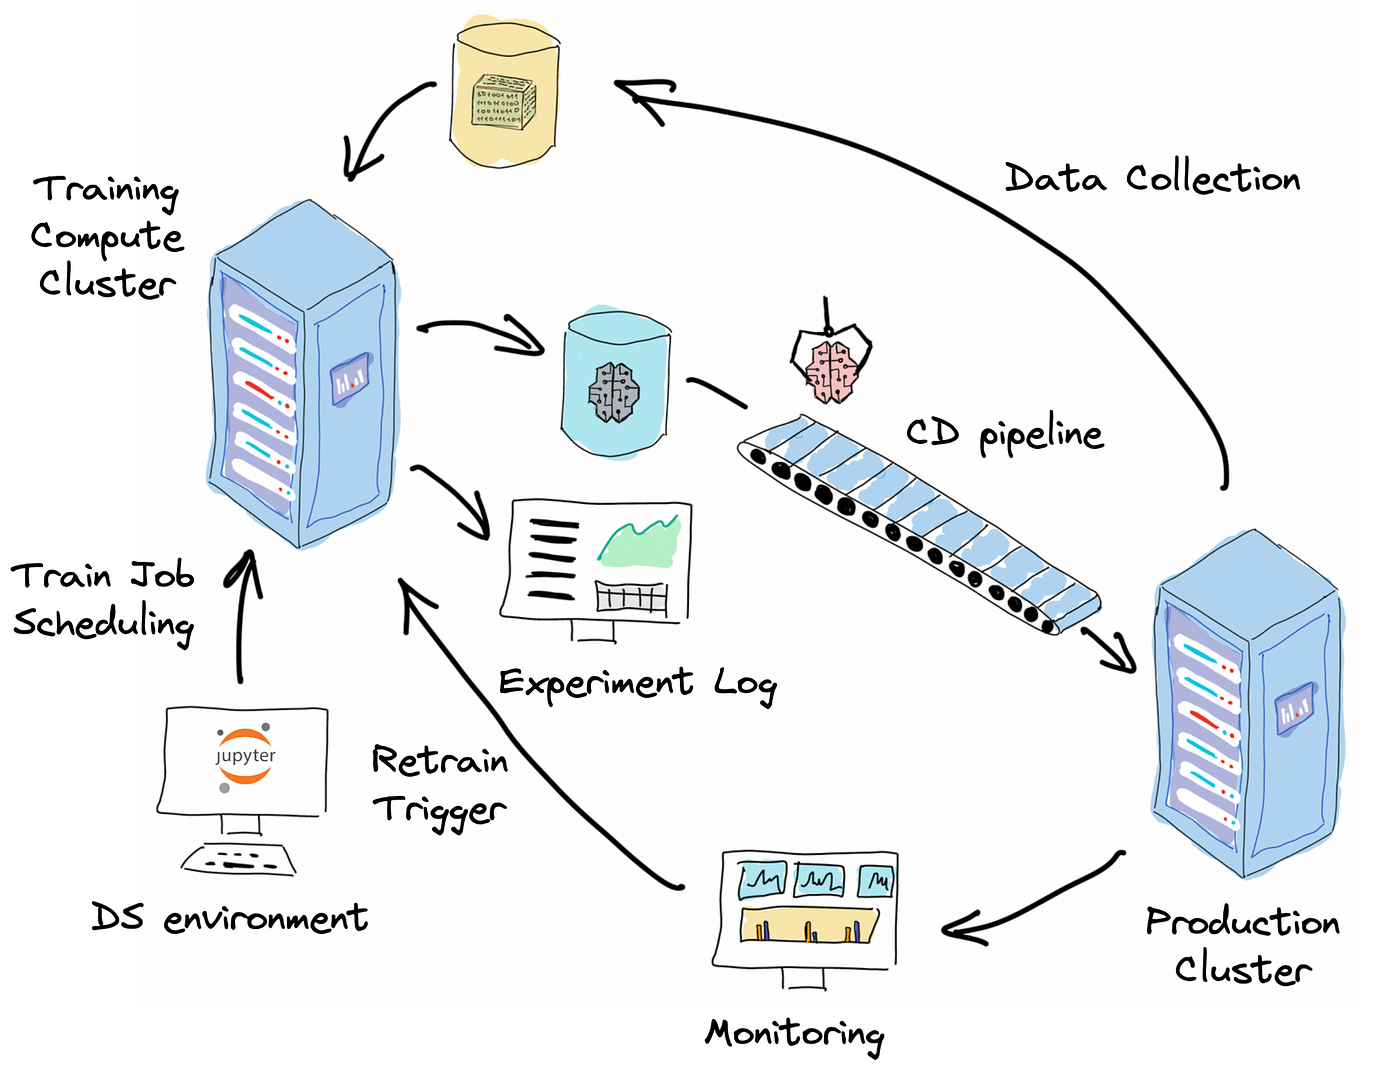 Data Collection
Training
Compute
Cluster
CD pipeline
Train Job
Scheduling
Experiment Log
jupyter
Retrain
Trigger
DS environment
Production
Cluster
Monitoring